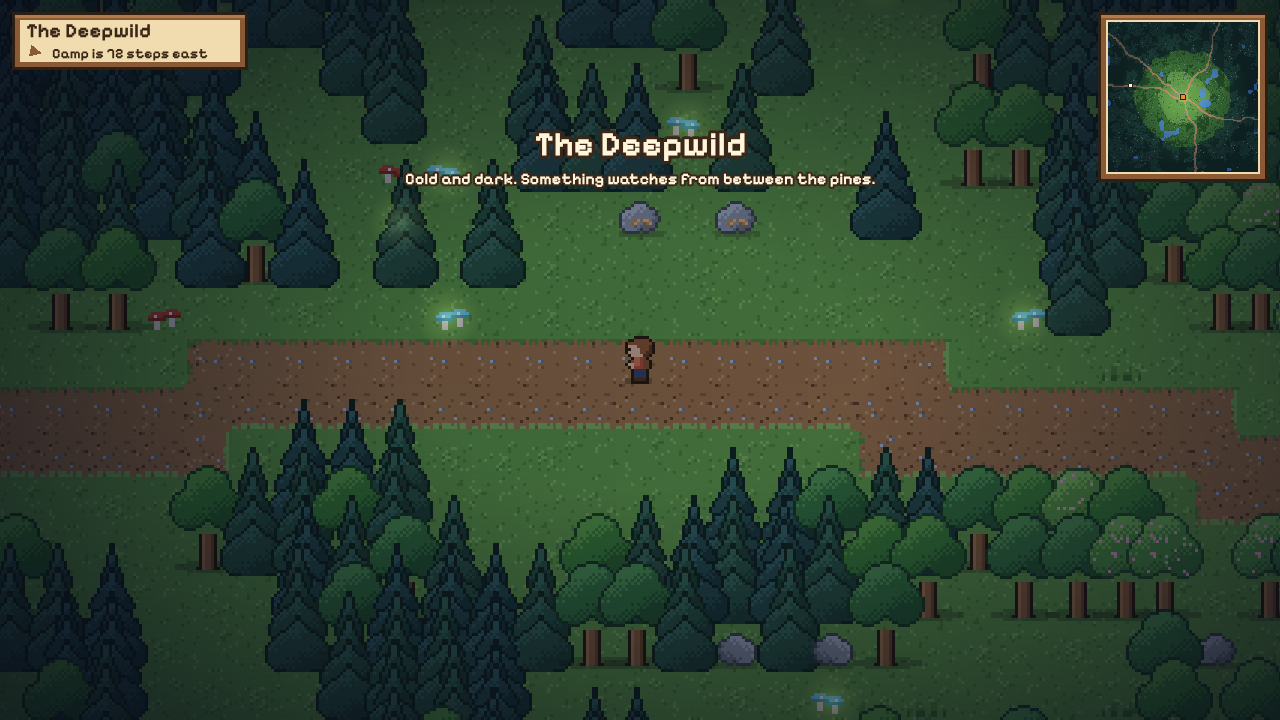 The Deepwild
Camp is 78 steps east
The Deepwild
Cold and dark. Something watches from between the pines.